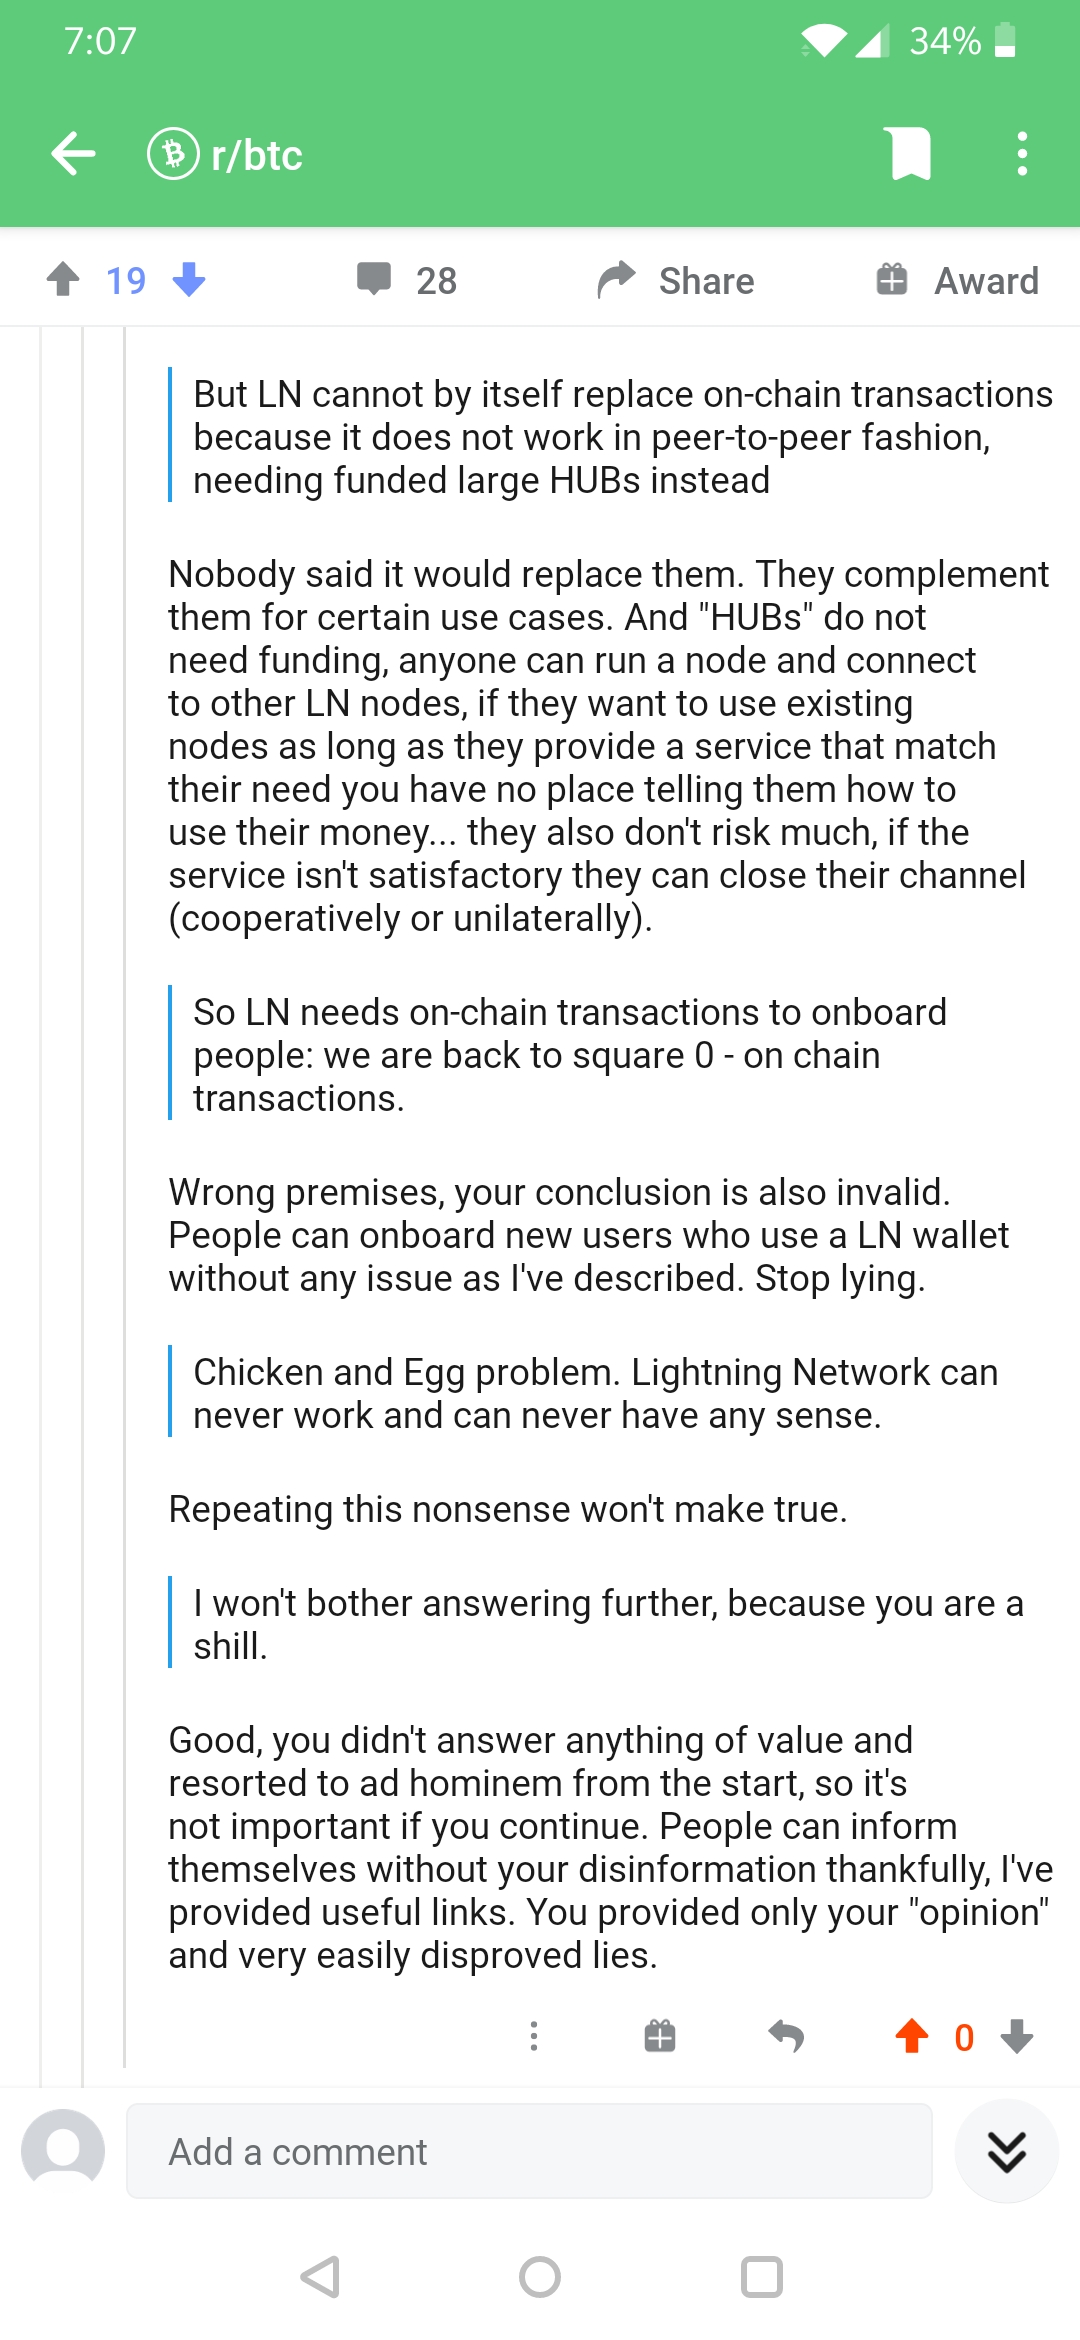 7:07
34%
r/btc
19
28
Share
Award
But LN cannot by itself replace on-chain transactions
because it does not work in peer-to-peer fashion,
needing funded large HUBs instead
Nobody said it would replace them. They complement
them for certain use cases. And "HUBs" do not
need funding, anyone can run a node and connect
to other LN nodes, if they want to use existing
nodes as long as they provide a service that match
their need you have no place telling them how to
use their money... they also don't risk much, if the
service isn't satisfactory they can close their channel
(cooperatively or unilaterally).
So LN needs on-chain transactions to onboard
people: we are back to square 0 - on chain
transactions.
Wrong premises, your conclusion is also invalid.
People can onboard new users who use a LN wallet
without any issue as I've described. Stop lying.
Chicken and Egg problem. Lightning Network can
never work and can never have any sense.
Repeating this nonsense won't make true.
I won't bother answering further, because you are a
shill.
Good, you didn't answer anything of value and
resorted to ad hominem from the start, so it's
not important if you continue. People can inform
themselves without your disinformation thankfully, I've
provided useful links. You provided only your "opinion"
and very easily disproved lies.
0
Add a comment